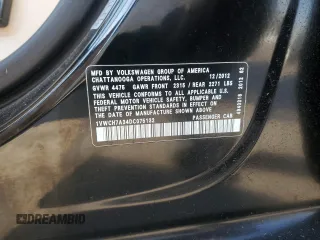 MFD. BY VOLKSWAGEN GROUP OF AMERICA
CHATTANOOGA OPERATIONS, LLC. 12/2012
GVWR 4476 GAWR FRONT 2315 / REAR 2271 LBS
THIS VEHICLE CONFORMS TO ALL APPLICABLE U.S.
FEDERAL MOTOR VEHICLE SAFETY, BUMPER AND THEFT
PREVENTION STANDARDS IN EFFECT ON THE DATE OF
MANUFACTURE SHOWN ABOVE.
PASSENGER CAR
AUTOBIDMASTER